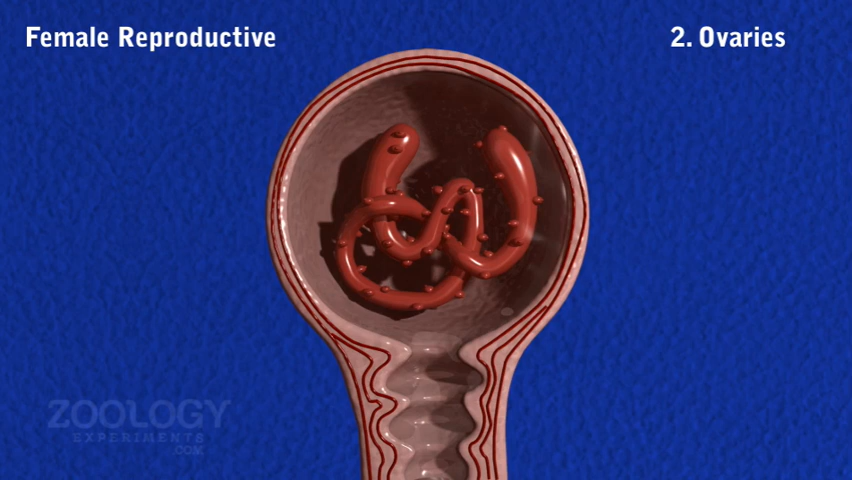 Female Reproductive
2. Ovaries
ZOOLOGY
EXPERIMENTS
.COM